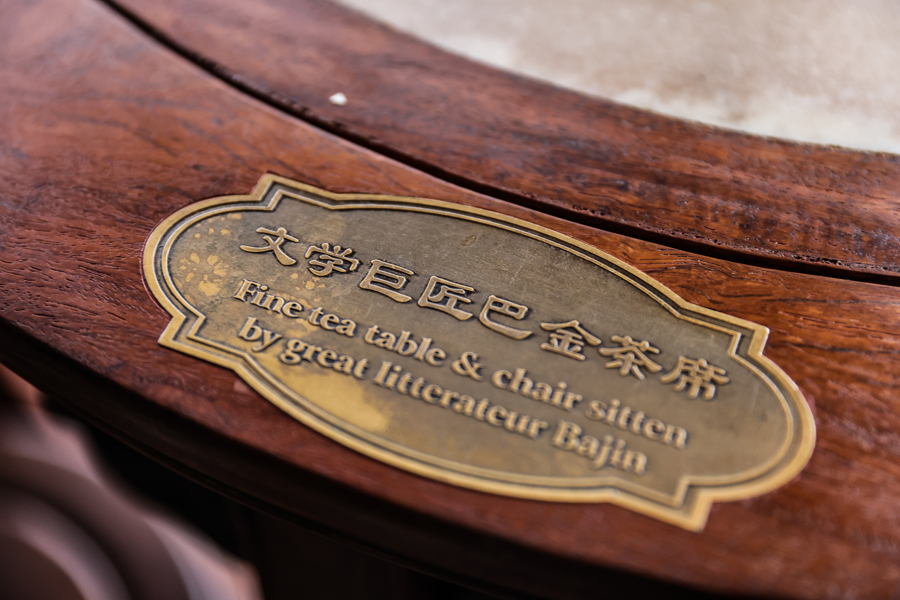 文学巨匠巴金茶席
Fine tea table & chair sitten
by great litterateur Bajin